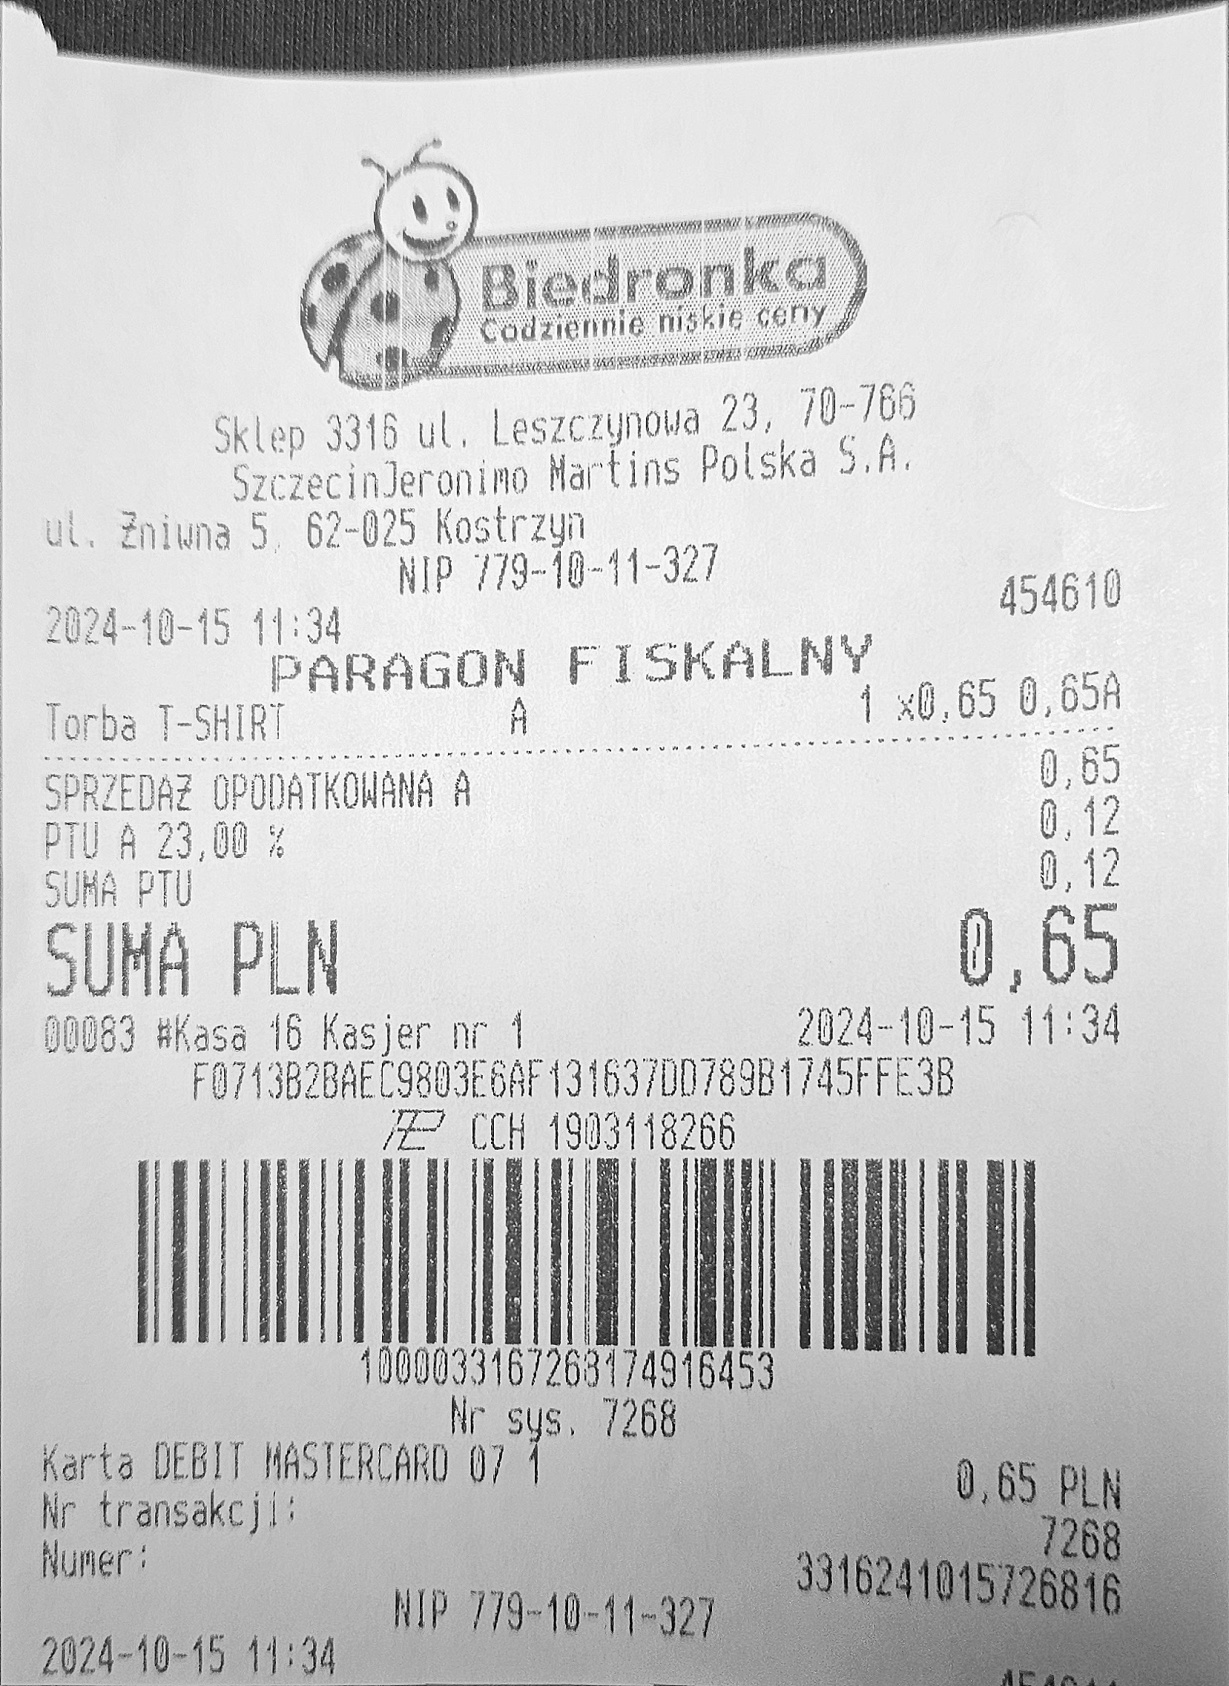 Biedronka
Codziennie niskie ceny
Sklep 3316 ul. Leszczynowa 23, 70-766
SzczecinJeronimo Martins Polska S.A.
ul. Żniwna 5, 62-025 Kostrzyn
NIP 779-10-11-327
2024-10-15 11:34 454610
PARAGON FISKALNY
Torba T-SHIRT A 1 x0,65 0,65A
SPRZEDAŻ OPODATKOWANA A 0,65
PTU A 23,00 % 0,12
SUMA PTU 0,12
SUMA PLN 0,65
00083 #Kasa 16 Kasjer nr 1 2024-10-15 11:34
F0713B2BAEC9803E6AF131637DD789B1745FFE3B
CCH 1903118266
1000033167268174916453
Nr sys. 7268
Karta DEBIT MASTERCARD 07 1 0,65 PLN
Nr transakcji: 7268
Numer: 3316241015726816
NIP 779-10-11-327
2024-10-15 11:34